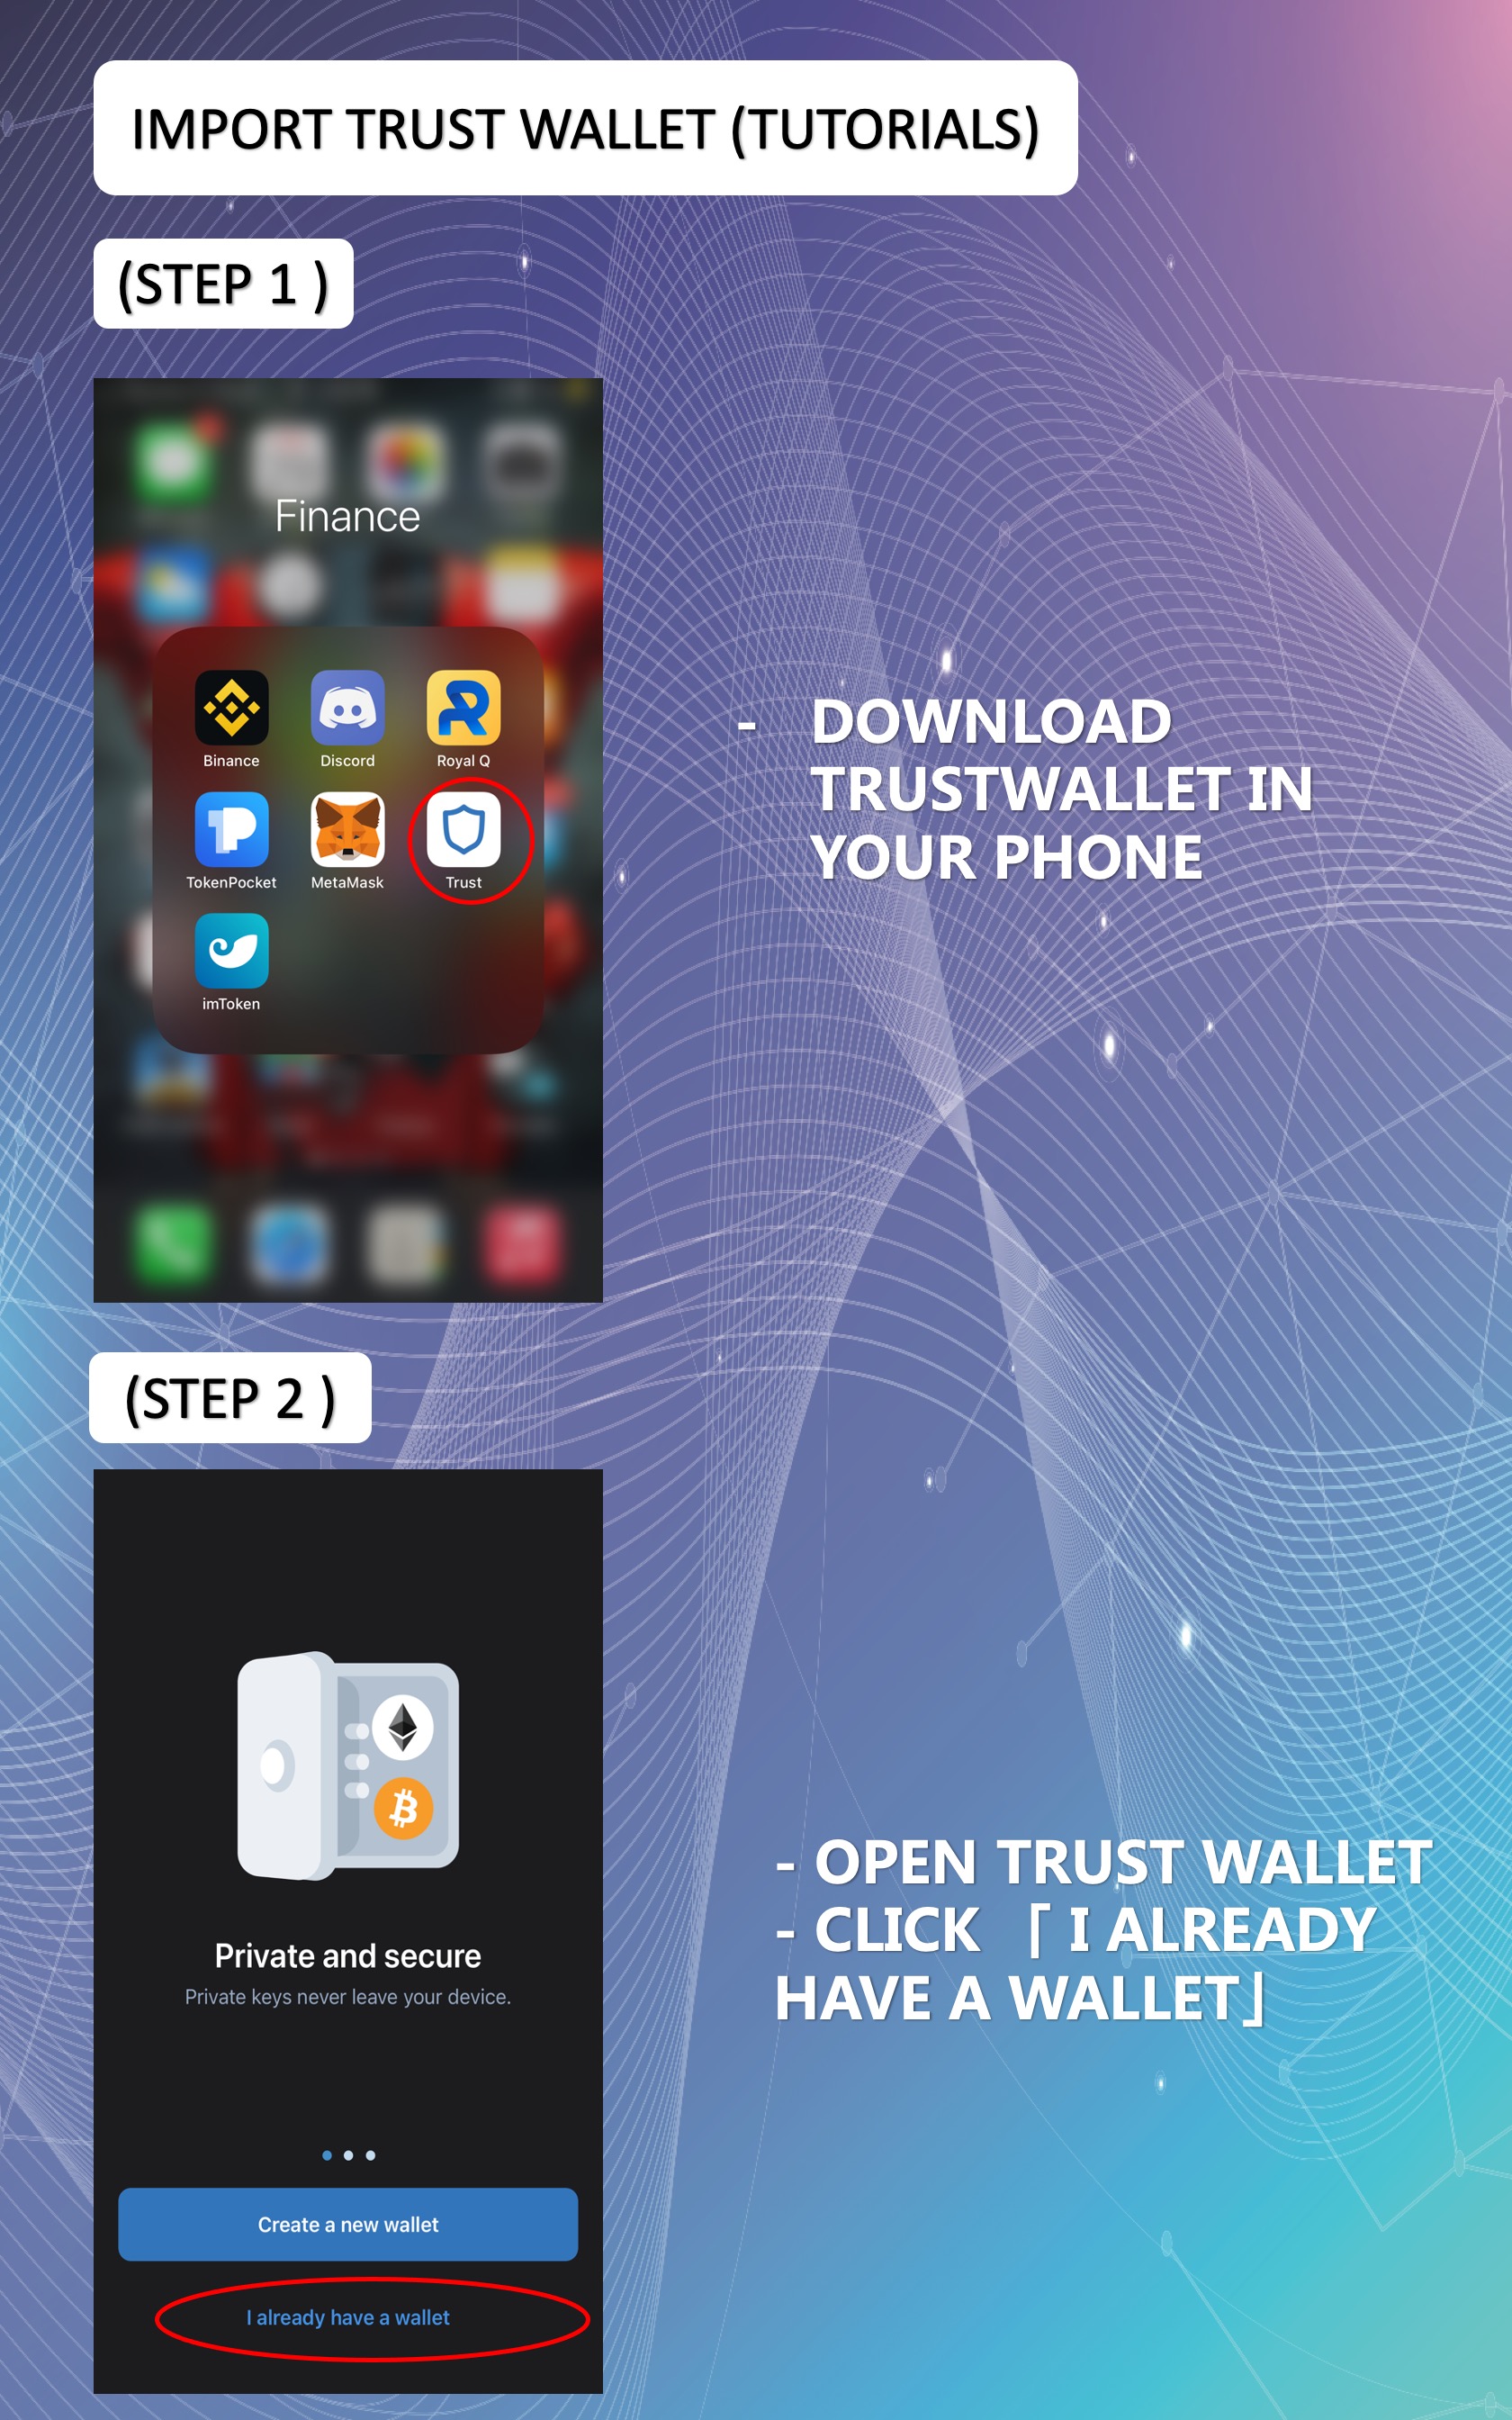 IMPORT TRUST WALLET (TUTORIALS)
(STEP 1 )
Finance
Binance
Discord
Royal Q
TokenPocket
MetaMask
Trust
imToken
- DOWNLOAD
TRUSTWALLET IN
YOUR PHONE
(STEP 2 )
Private and secure
Private keys never leave your device.
Create a new wallet
I already have a wallet
- OPEN TRUST WALLET
- CLICK 「 I ALREADY
HAVE A WALLET」